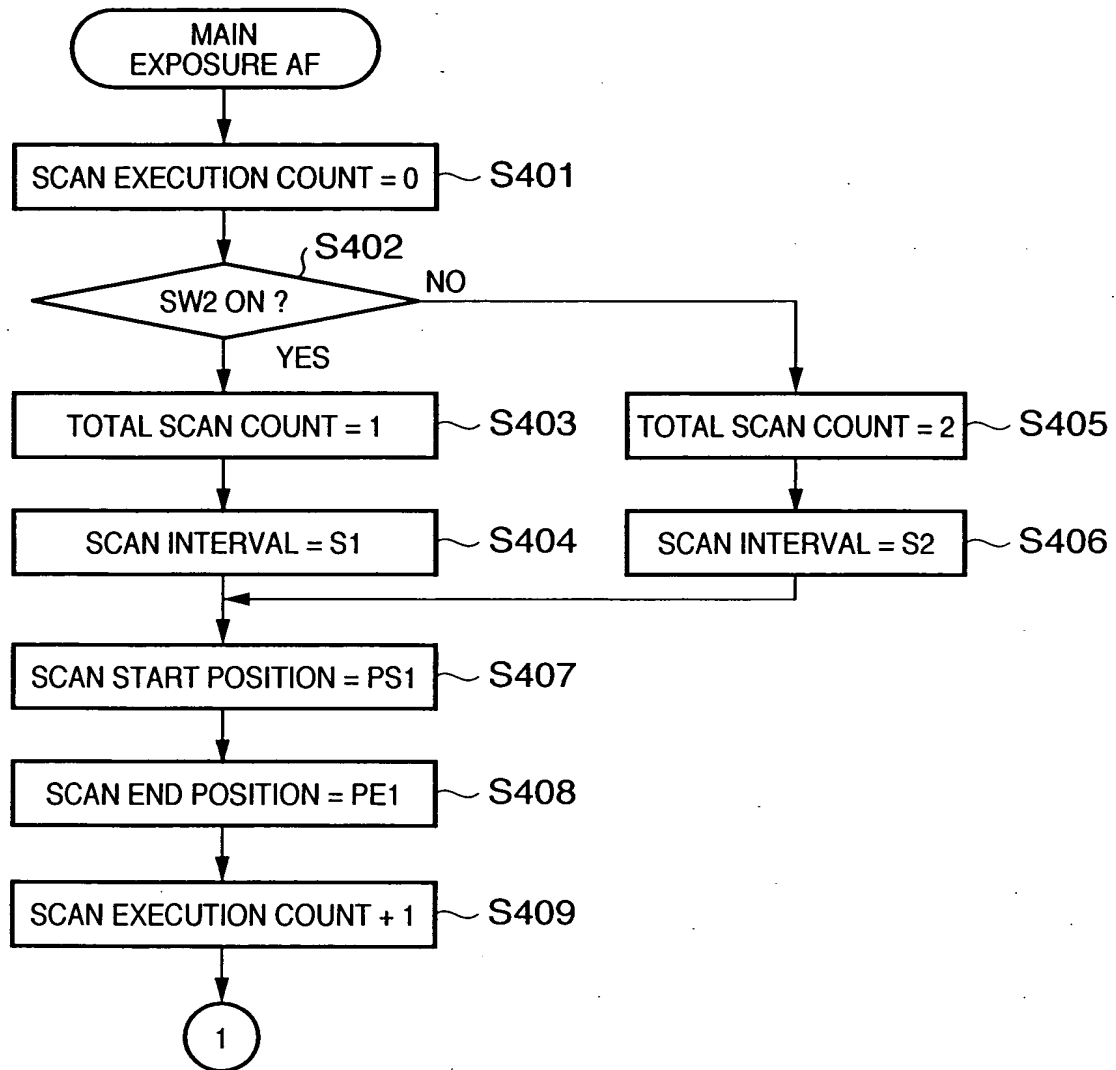 MAIN
EXPOSURE AF
SCAN EXECUTION COUNT = 0
S401
S402
SW2 ON ?
NO
YES
TOTAL SCAN COUNT = 1
S403
TOTAL SCAN COUNT = 2
S405
SCAN INTERVAL = S1
S404
SCAN INTERVAL = S2
S406
SCAN START POSITION = PS1
S407
SCAN END POSITION = PE1
S408
SCAN EXECUTION COUNT + 1
S409
1